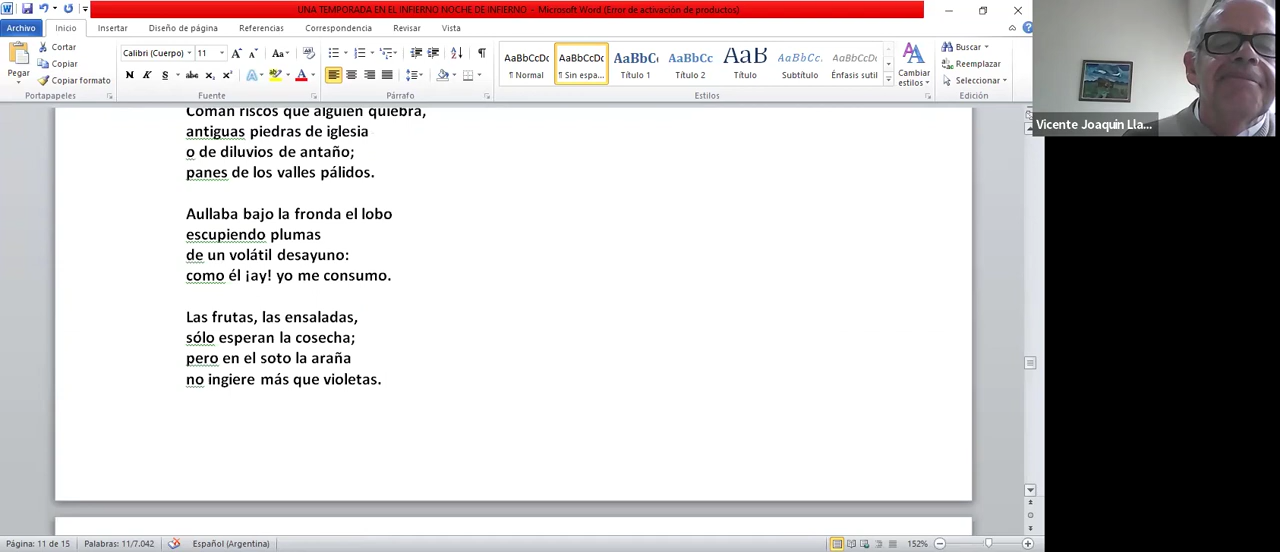 UNA TEMPORADA EN EL INFIERNO NOCHE DE INFIERNO - Microsoft Word (Error de activación de productos)
Archivo Inicio Insertar Diseño de página Referencias Correspondencia Revisar Vista
Pegar
Cortar
Copiar
Copiar formato
Portapapeles
Calibri (Cuerpo) 11
N K S abc x₂ x²
Fuente
Párrafo
AaBbCcDc AaBbCcDc AaBbC AaBbCc AaB AaBbCc. AaBbCcDc
¶ Normal ¶ Sin espa... Título 1 Título 2 Título Subtítulo Énfasis sutil
Cambiar estilos
Estilos
Buscar
Reemplazar
Seleccionar
Edición
Coman riscos que alguien quiebra,
antiguas piedras de iglesia
o de diluvios de antaño;
panes de los valles pálidos.
Aullaba bajo la fronda el lobo
escupiendo plumas
de un volátil desayuno:
como él ¡ay! yo me consumo.
Las frutas, las ensaladas,
sólo esperan la cosecha;
pero en el soto la araña
no ingiere más que violetas.
Vicente Joaquin Lla...
Página: 11 de 15 Palabras: 11/7.042 Español (Argentina) 152%